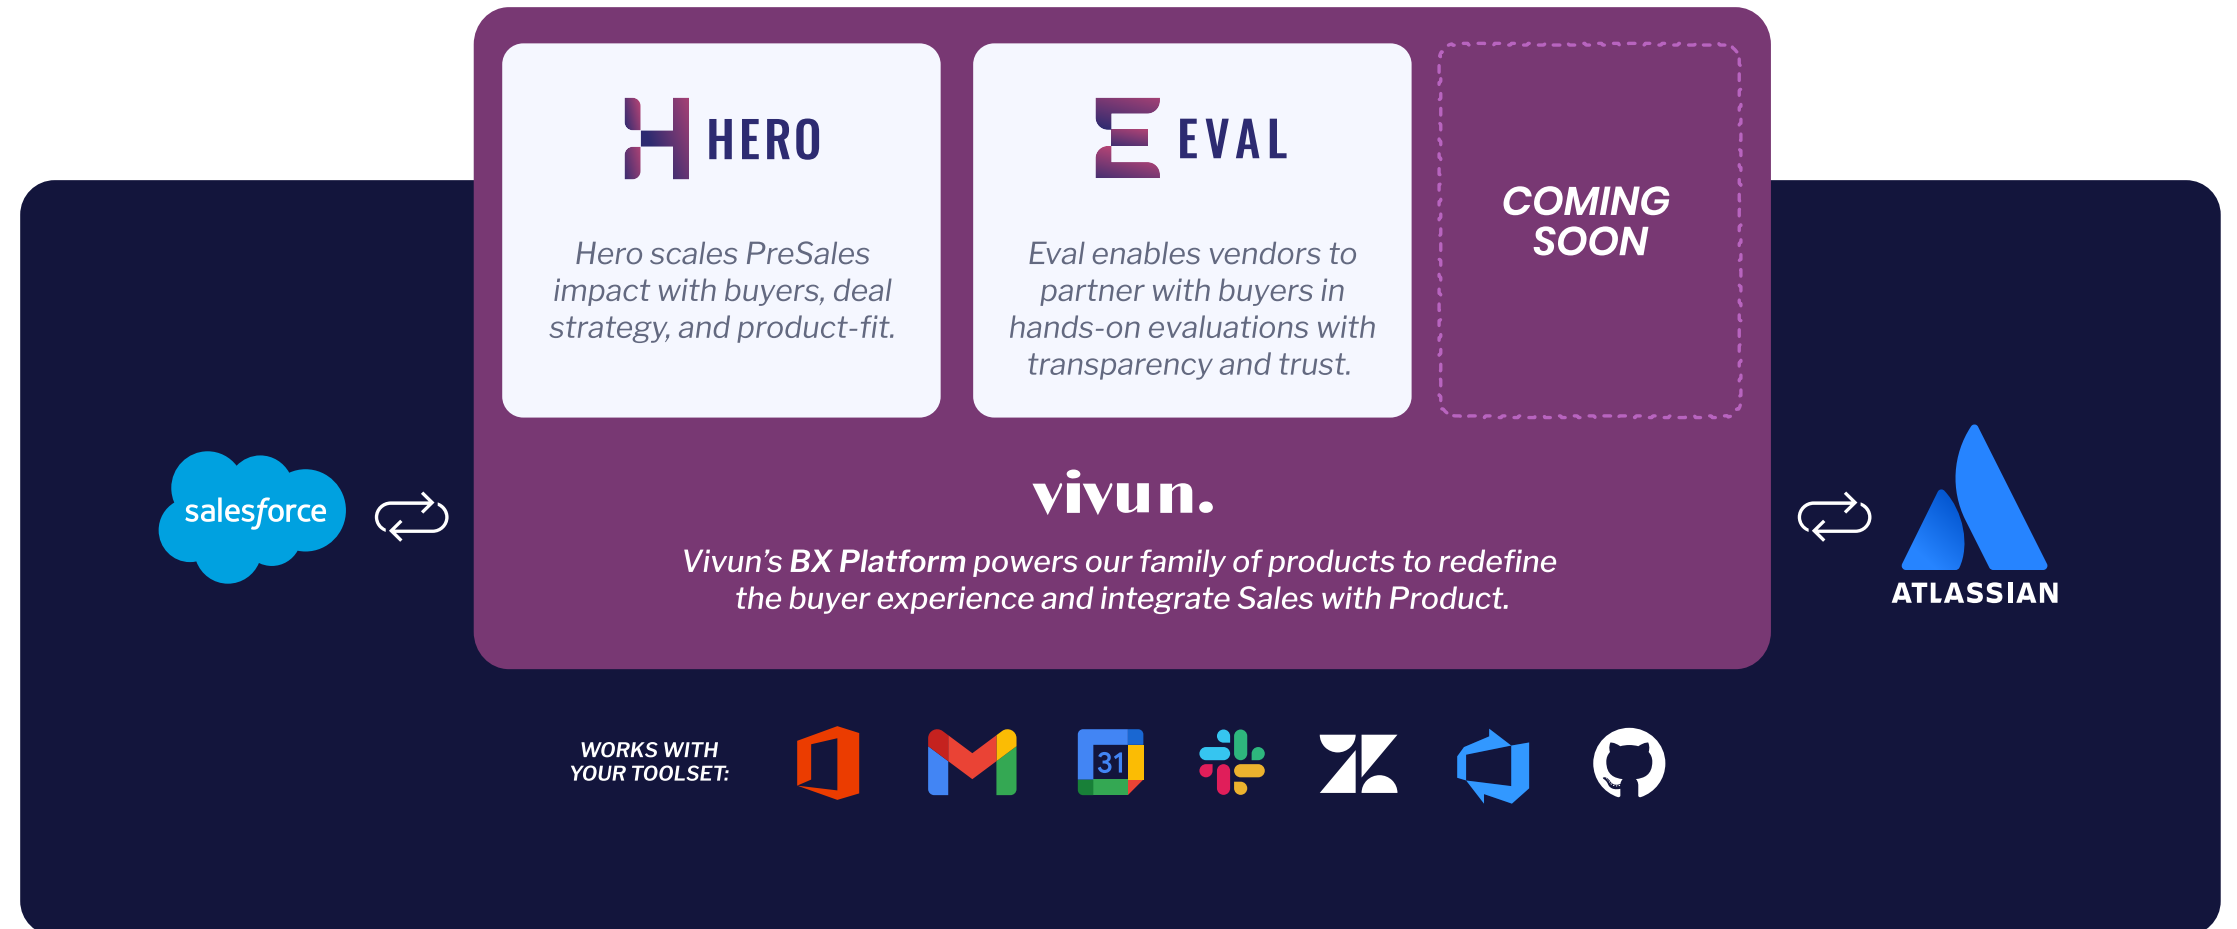 HERO
Hero scales PreSales
impact with buyers, deal
strategy, and product-fit.
EVAL
Eval enables vendors to
partner with buyers in
hands-on evaluations with
transparency and trust.
COMING
SOON
salesforce
vivun.
Vivun’s BX Platform powers our family of products to redefine
the buyer experience and integrate Sales with Product.
ATLASSIAN
WORKS WITH
YOUR TOOLSET:
31